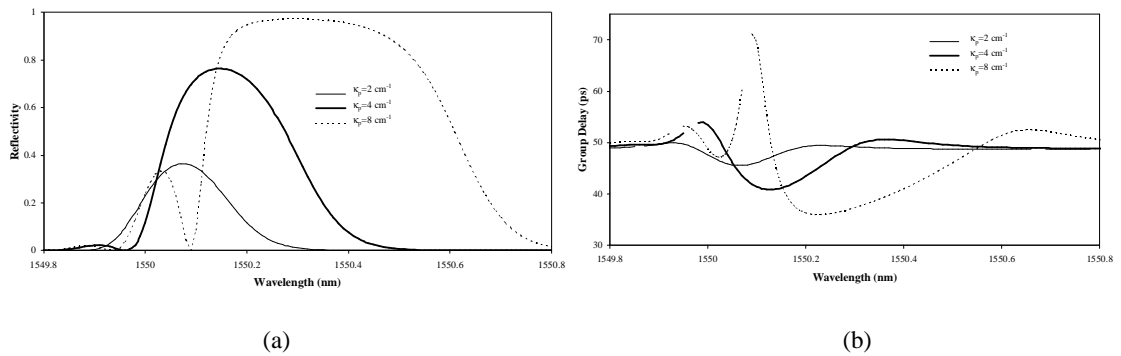 1
0.8
0.6
0.4
0.2
0
Reflectivity
κp=2 cm-1
κp=4 cm-1
κp=8 cm-1
1549.8 1550 1550.2 1550.4 1550.6 1550.8
Wavelength (nm)
(a)
70
60
50
40
30
Group Delay (ps)
κp=2 cm-1
κp=4 cm-1
κp=8 cm-1
1549.8 1550 1550.2 1550.4 1550.6 1550.8
Wavelength (nm)
(b)